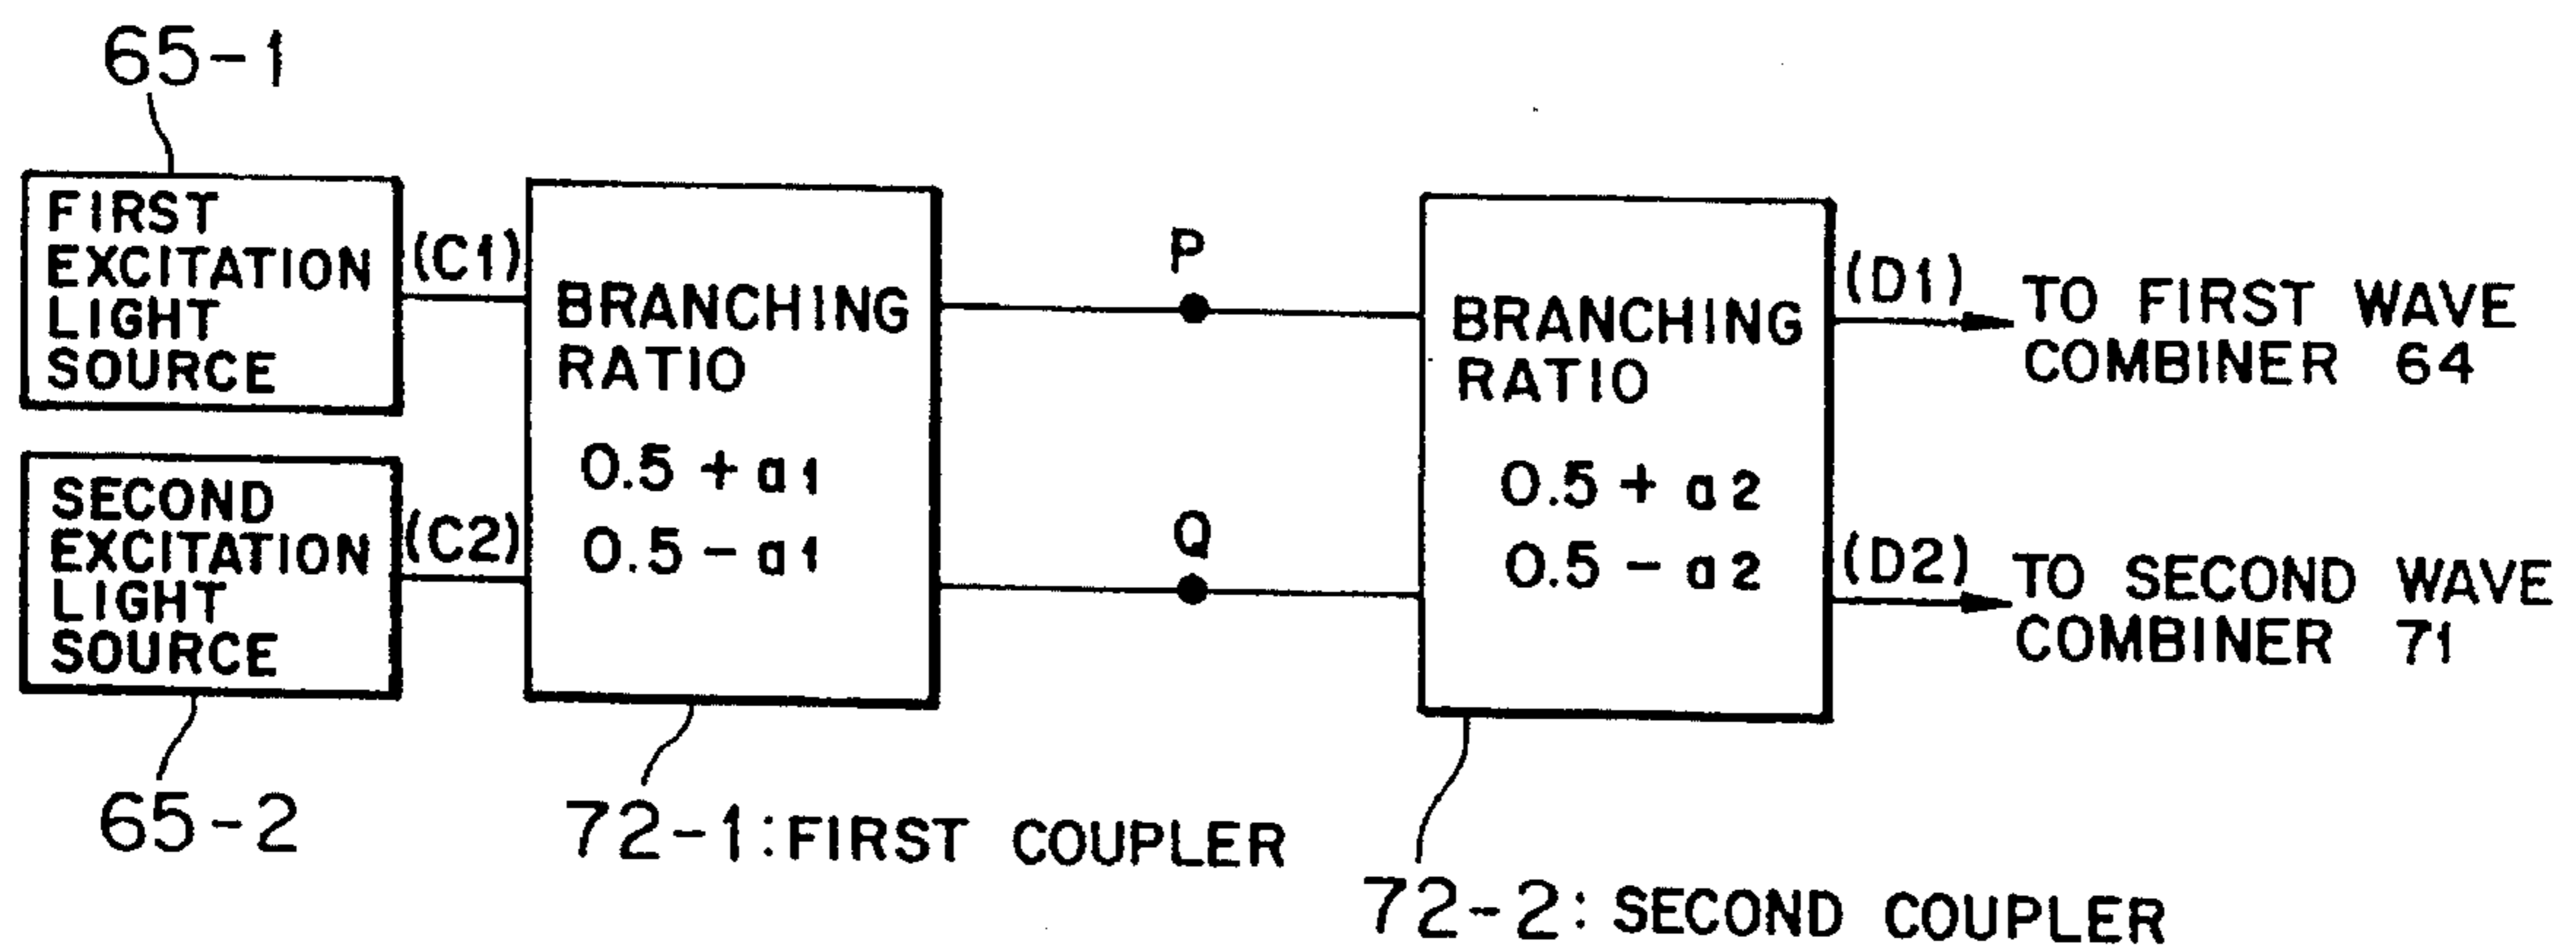 65-1
FIRST
EXCITATION
LIGHT
SOURCE
(C1)
SECOND
EXCITATION
LIGHT
SOURCE
(C2)
65-2
BRANCHING
RATIO
0.5 + a1
0.5 - a1
72-1: FIRST COUPLER
P
Q
BRANCHING
RATIO
0.5 + a2
0.5 - a2
72-2: SECOND COUPLER
(D1)
TO FIRST WAVE
COMBINER 64
(D2)
TO SECOND WAVE
COMBINER 71